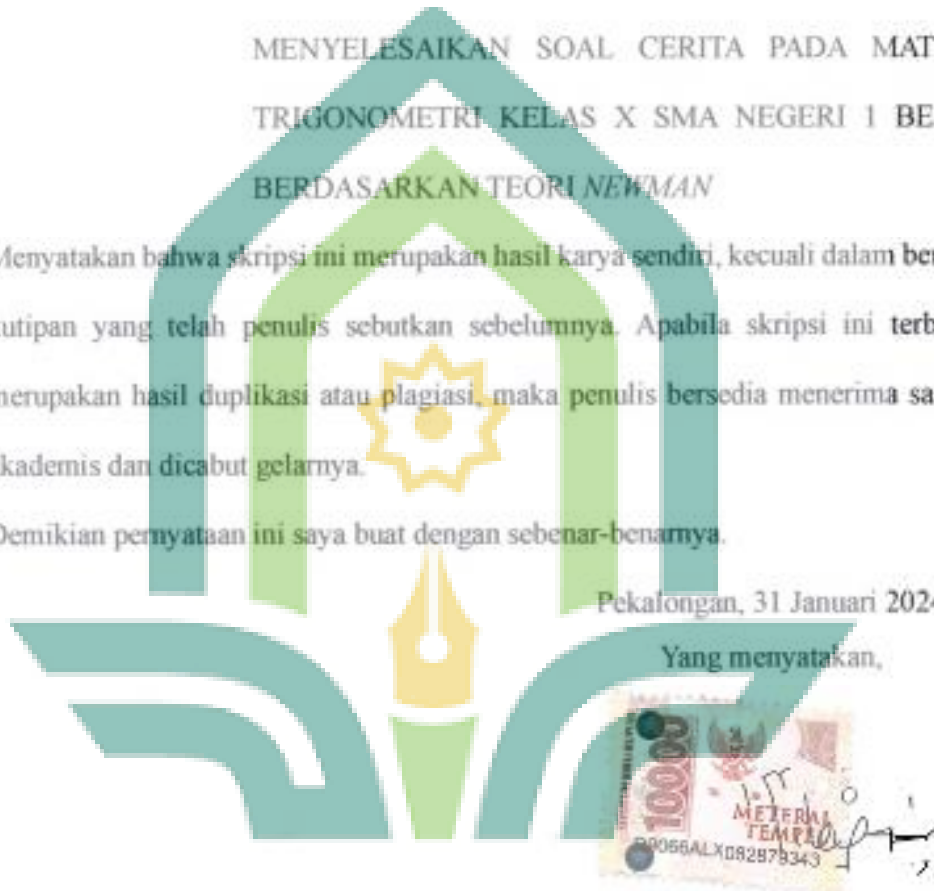 MENYELESAIKAN SOAL CERITA PADA MAT
TRIGONOMETRI KELAS X SMA NEGERI 1 BE
BERDASARKAN TEORI NEWMAN
Menyatakan bahwa skripsi ini merupakan hasil karya sendiri, kecuali dalam ben
kutipan yang telah penulis sebutkan sebelumnya. Apabila skripsi ini terb
merupakan hasil duplikasi atau plagiasi, maka penulis bersedia menerima sa
akademis dan dicabut gelarnya.
Demikian pernyataan ini saya buat dengan sebenar-benarnya.
Pekalongan, 31 Januari 2024
Yang menyatakan,
10000
METERAI
TEMPEL